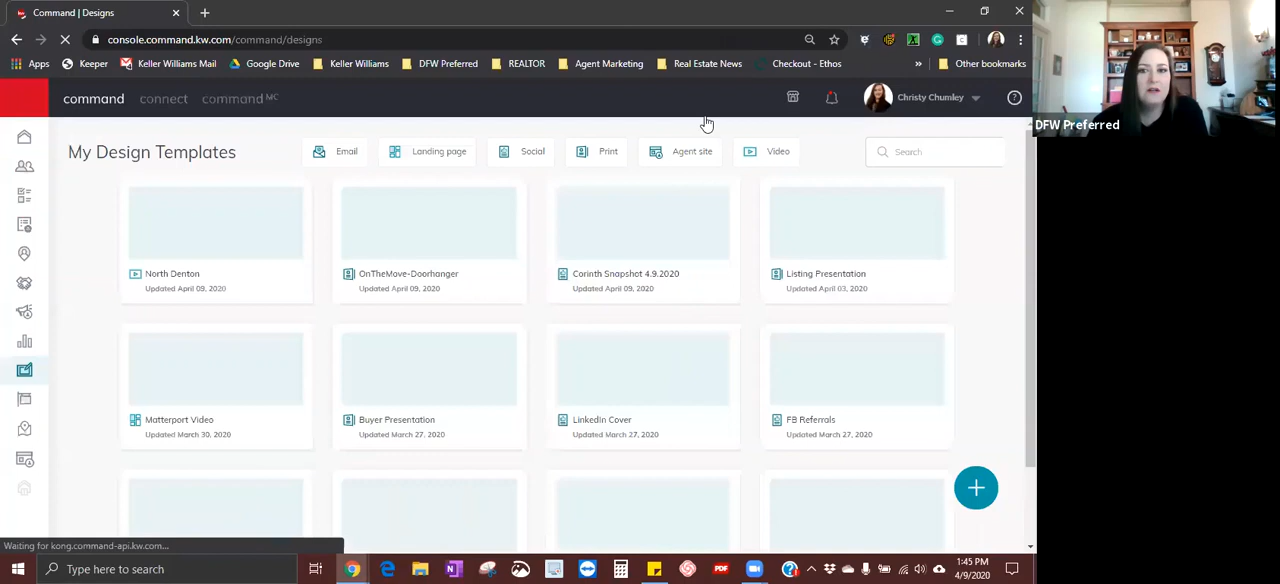 Command | Designs
console.command.kw.com/command/designs
Apps Keeper Keller Williams Mail Google Drive Keller Williams DFW Preferred REALTOR Agent Marketing Real Estate News Checkout - Ethos » Other bookmarks
command connect command MC Christy Chumley
DFW Preferred
My Design Templates Email Landing page Social Print Agent site Video Search
North Denton OnTheMove-Doorhanger Corinth Snapshot 4.9.2020 Listing Presentation
Updated April 09, 2020 Updated April 09, 2020 Updated April 09, 2020 Updated April 03, 2020
Matterport Video Buyer Presentation LinkedIn Cover FB Referrals
Updated March 30, 2020 Updated March 27, 2020 Updated March 27, 2020 Updated March 27, 2020
Waiting for kong.command-api.kw.com...
Type here to search PDF 1:45 PM
4/9/2020